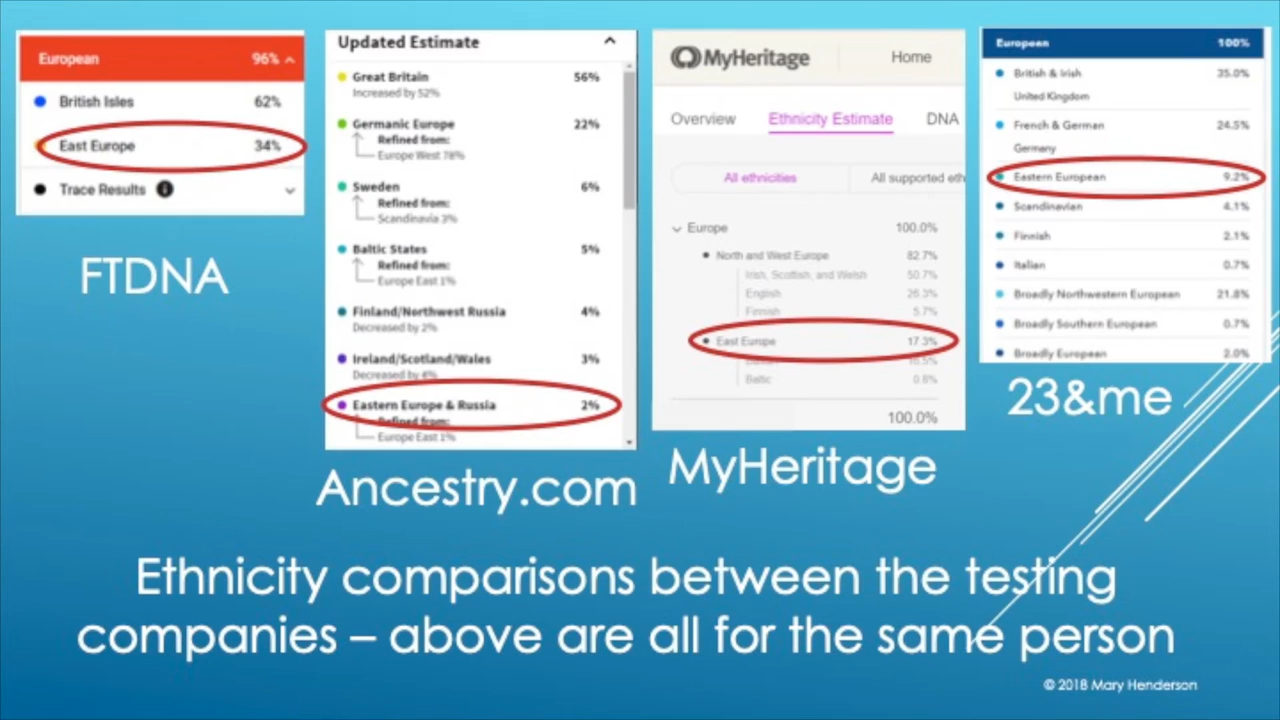 European 96%
British Isles 62%
East Europe 34%
Trace Results
FTDNA
Updated Estimate
Great Britain 56%
Increased by 52%
Germanic Europe 22%
Refined from:
Europe West 78%
Sweden 6%
Refined from:
Scandinavia 3%
Baltic States 5%
Refined from:
Europe East 1%
Finland/Northwest Russia 4%
Decreased by 2%
Ireland/Scotland/Wales 3%
Decreased by 4%
Eastern Europe & Russia 2%
Refined from:
Europe East 1%
Ancestry.com
MyHeritage Home
Overview Ethnicity Estimate DNA
All ethnicities All supported eth
Europe 100.0%
North and West Europe 82.7%
Irish, Scottish, and Welsh 50.7%
English 26.3%
Finnish 5.7%
East Europe 17.3%
Baltic 0.8%
100.0%
MyHeritage
European 100%
British & Irish 35.0%
United Kingdom
French & German 24.5%
Germany
Eastern European 9.2%
Scandinavian 4.1%
Finnish 2.1%
Italian 0.7%
Broadly Northwestern European 21.8%
Broadly Southern European 0.7%
Broadly European 2.0%
23&me
Ethnicity comparisons between the testing
companies – above are all for the same person
© 2018 Mary Henderson